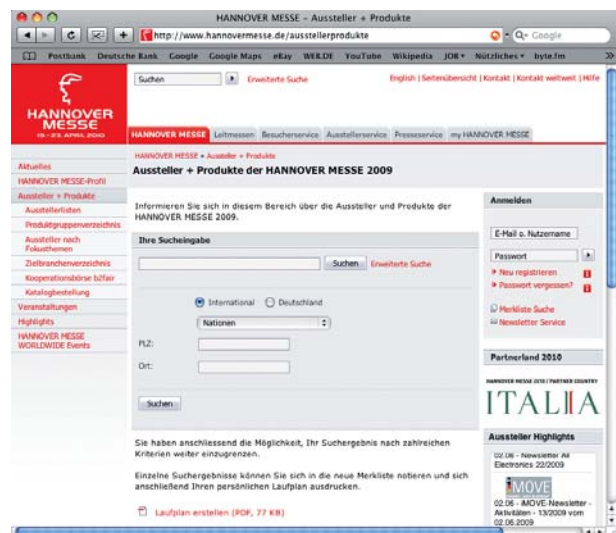 HANNOVER MESSE – Aussteller + Produkte
http://www.hannovermesse.de/ausstellerprodukte
Google
Postbank Deutsche Bank Google Google Maps eBay WEB.DE YouTube Wikipedia JOB Nützliches byte.fm
Suchen
Erweiterte Suche
English | Seitenübersicht | Kontakt | Kontakt weltweit | Hilfe
HANNOVER
MESSE
19.–23. APRIL 2010
HANNOVER MESSE Leitmessen Besucherservice Ausstellerservice Presseservice my HANNOVER MESSE
HANNOVER MESSE » Aussteller + Produkte
Aussteller + Produkte der HANNOVER MESSE 2009
Aktuelles
HANNOVER MESSE-Profil
Aussteller + Produkte
Ausstellerlisten
Produktgruppenverzeichnis
Aussteller nach
Fokusthemen
Zielbranchenverzeichnis
Kooperationsbörse b2fair
Katalogbestellung
Veranstaltungen
Highlights
HANNOVER MESSE
WORLDWIDE Events
Informieren Sie sich in diesem Bereich über die Aussteller und Produkte der
HANNOVER MESSE 2009.
Ihre Sucheingabe
Suchen Erweiterte Suche
International Deutschland
Nationen
PLZ:
Ort:
Suchen
Sie haben anschliessend die Möglichkeit, Ihr Suchergebnis nach zahlreichen
Kriterien weiter einzugrenzen.
Einzelne Suchergebnisse können Sie sich in die neue Merkliste notieren und sich
anschließend Ihren persönlichen Laufplan ausdrucken.
Laufplan erstellen (PDF, 77 KB)
Anmelden
E-Mail o. Nutzername
Passwort
Neu registrieren
Passwort vergessen?
Merkliste Suche
Newsletter Service
Partnerland 2010
HANNOVER MESSE 2010 / PARTNER COUNTRY
ITALIA
Aussteller Highlights
02.06 - Newsletter All
Electronics 22/2009
iMOVE
02.06 - iMOVE-Newsletter -
Aktivitäten - 13/2009 vom
02.06.2009